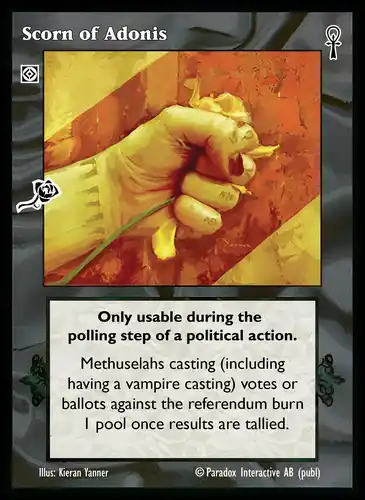 Scorn of Adonis
Only usable during the
polling step of a political action.
Methuselahs casting (including
having a vampire casting) votes or
ballots against the referendum burn
1 pool once results are tallied.
Illus: Kieran Yanner © Paradox Interactive AB (publ)